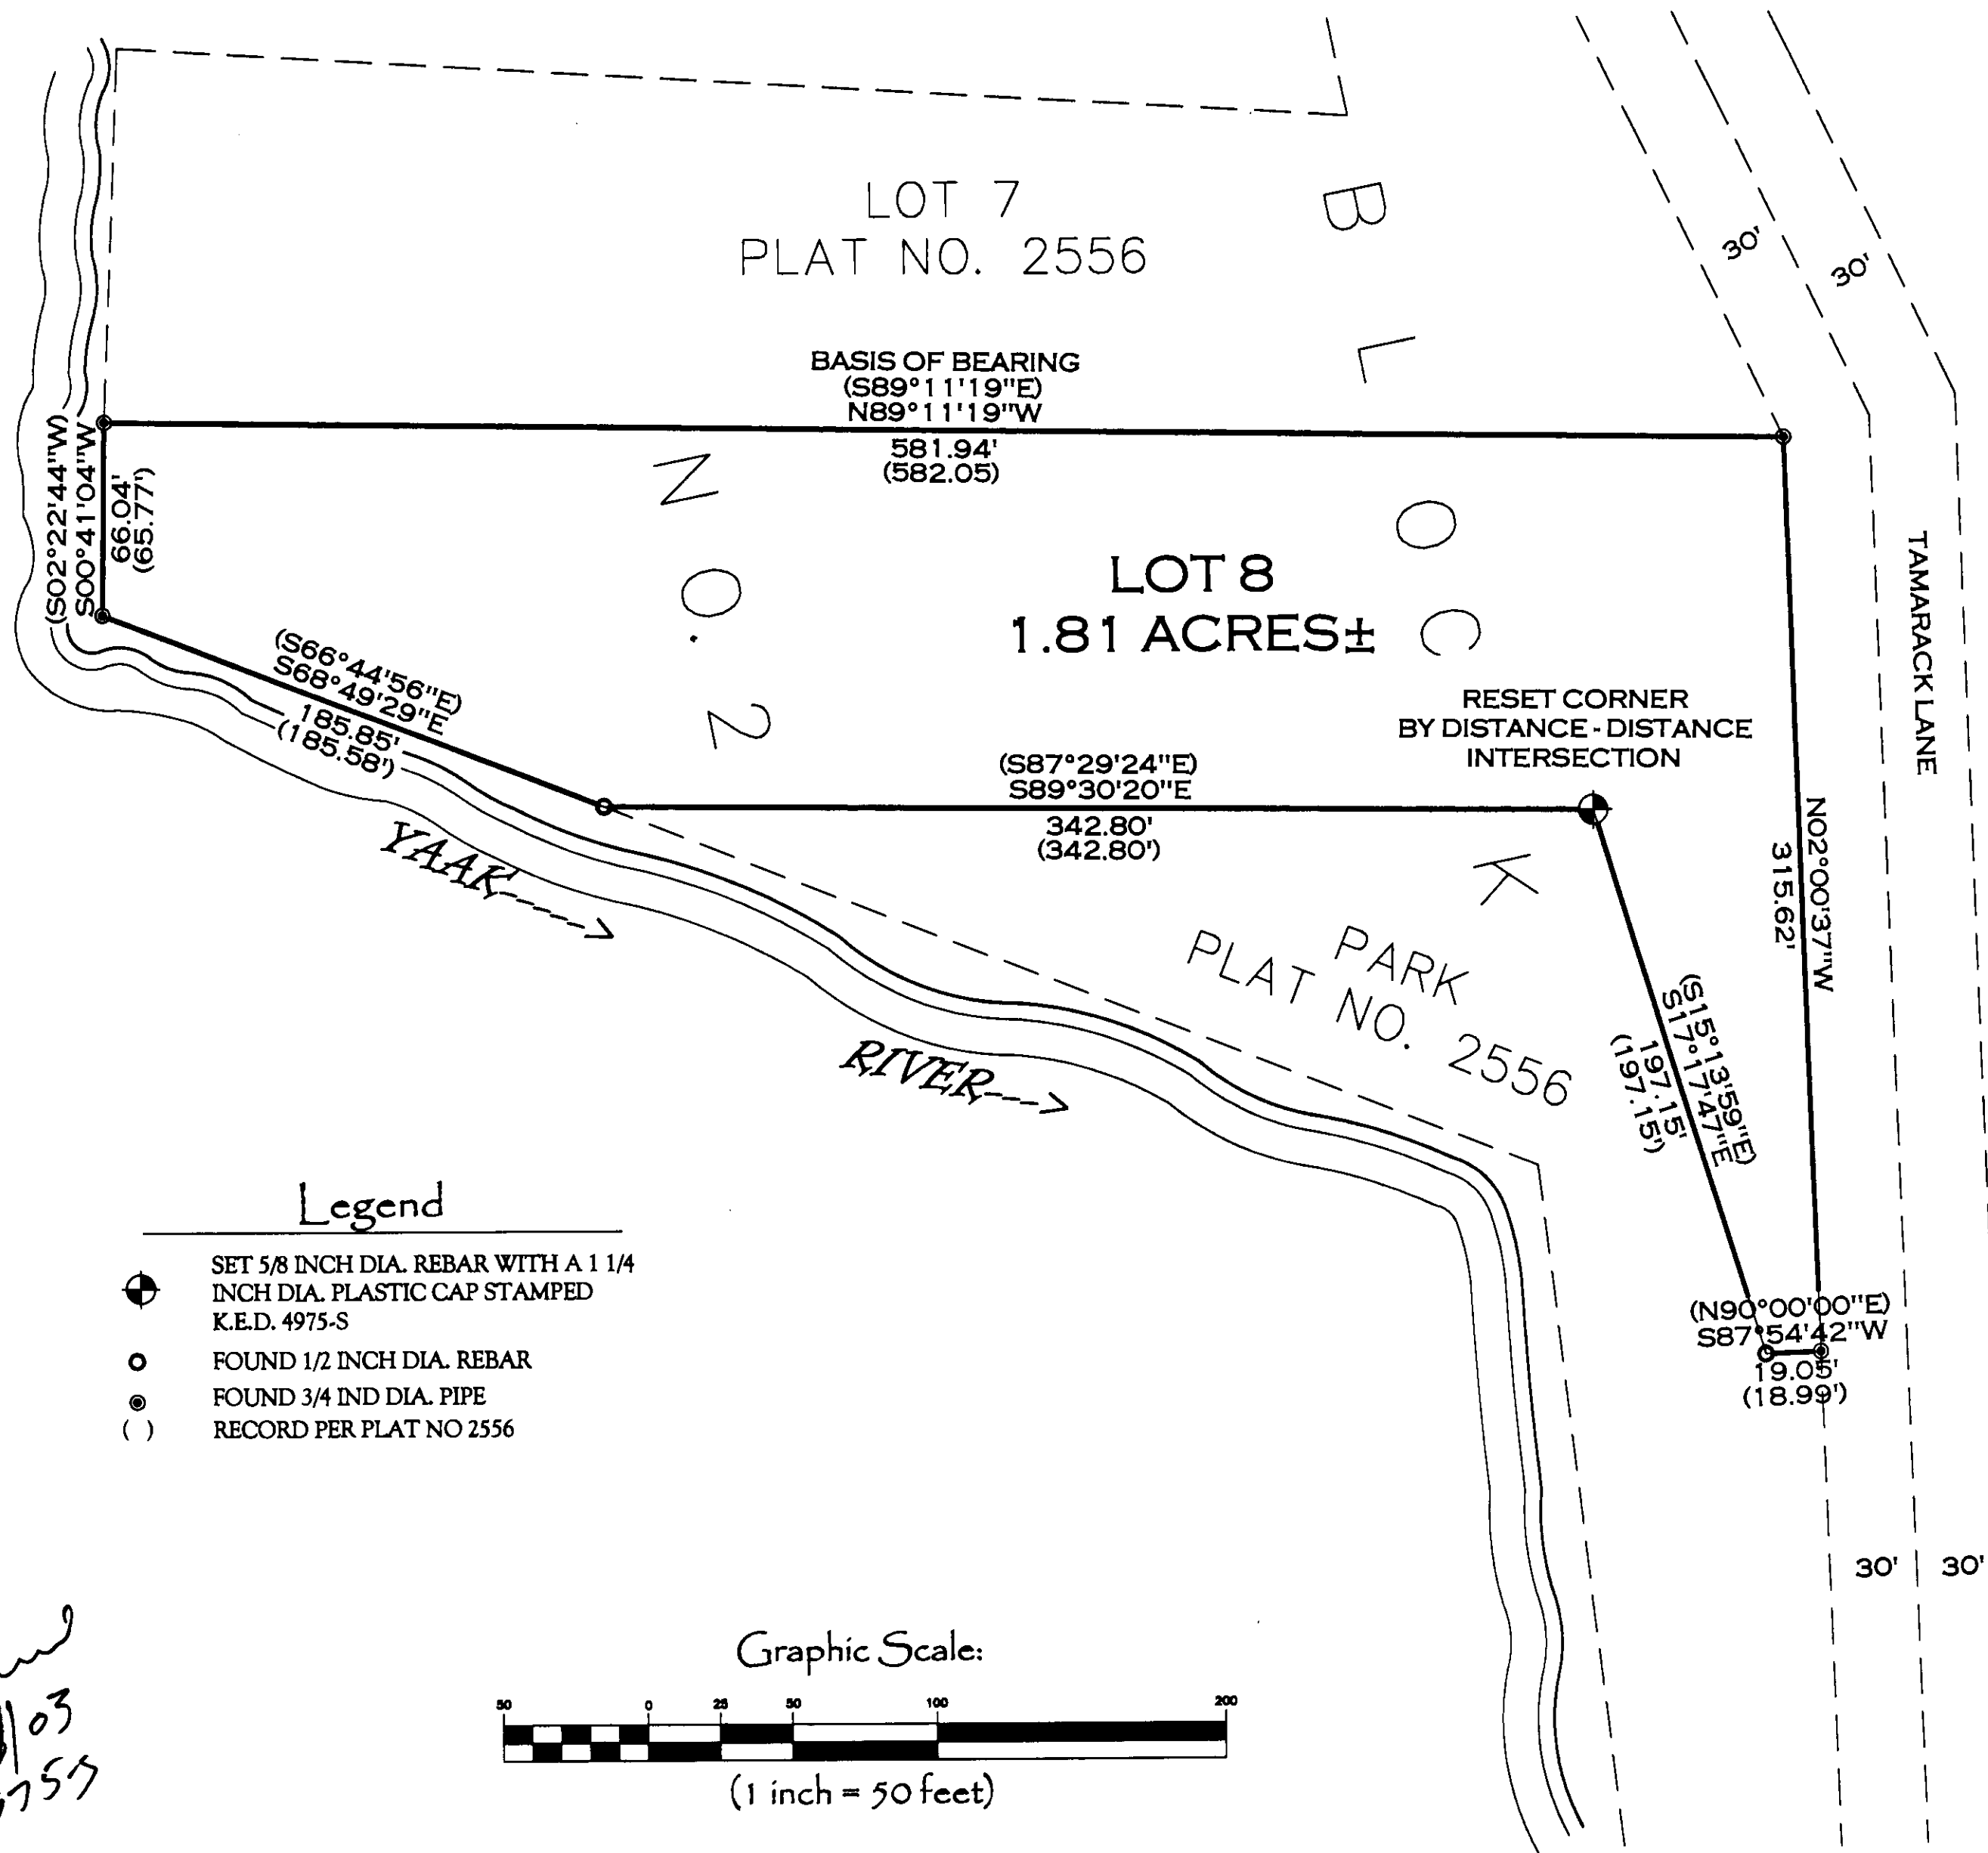 LOT 7
PLAT NO. 2556
BLOCK
NO. 2
30'
30'
BASIS OF BEARING
(S89°11'19"E)
N89°11'19"W
581.94'
(582.05)
(S02°22'44"W)
S00°41'04"W
66.04'
(65.77')
LOT 8
1.81 ACRES±
TAMARACK LANE
(S66°44'56"E)
S68°49'29"E
185.85'
(185.58')
RESET CORNER
BY DISTANCE - DISTANCE
INTERSECTION
(S87°29'24"E)
S89°30'20"E
342.80'
(342.80')
N02°00'37"W
315.62'
YAAK
RIVER
PARK
PLAT NO. 2556
(S15°13'59"E)
S17°17'47"E
197.15'
(197.15')
(N90°00'00"E)
S87°54'42"W
19.05'
(18.99')
Legend
SET 5/8 INCH DIA. REBAR WITH A 1 1/4
INCH DIA. PLASTIC CAP STAMPED
K.E.D. 4975-S
FOUND 1/2 INCH DIA. REBAR
FOUND 3/4 IND DIA. PIPE
( ) RECORD PER PLAT NO 2556
30' 30'
Graphic Scale:
50 0 25 50 100 200
(1 inch = 50 feet)
03